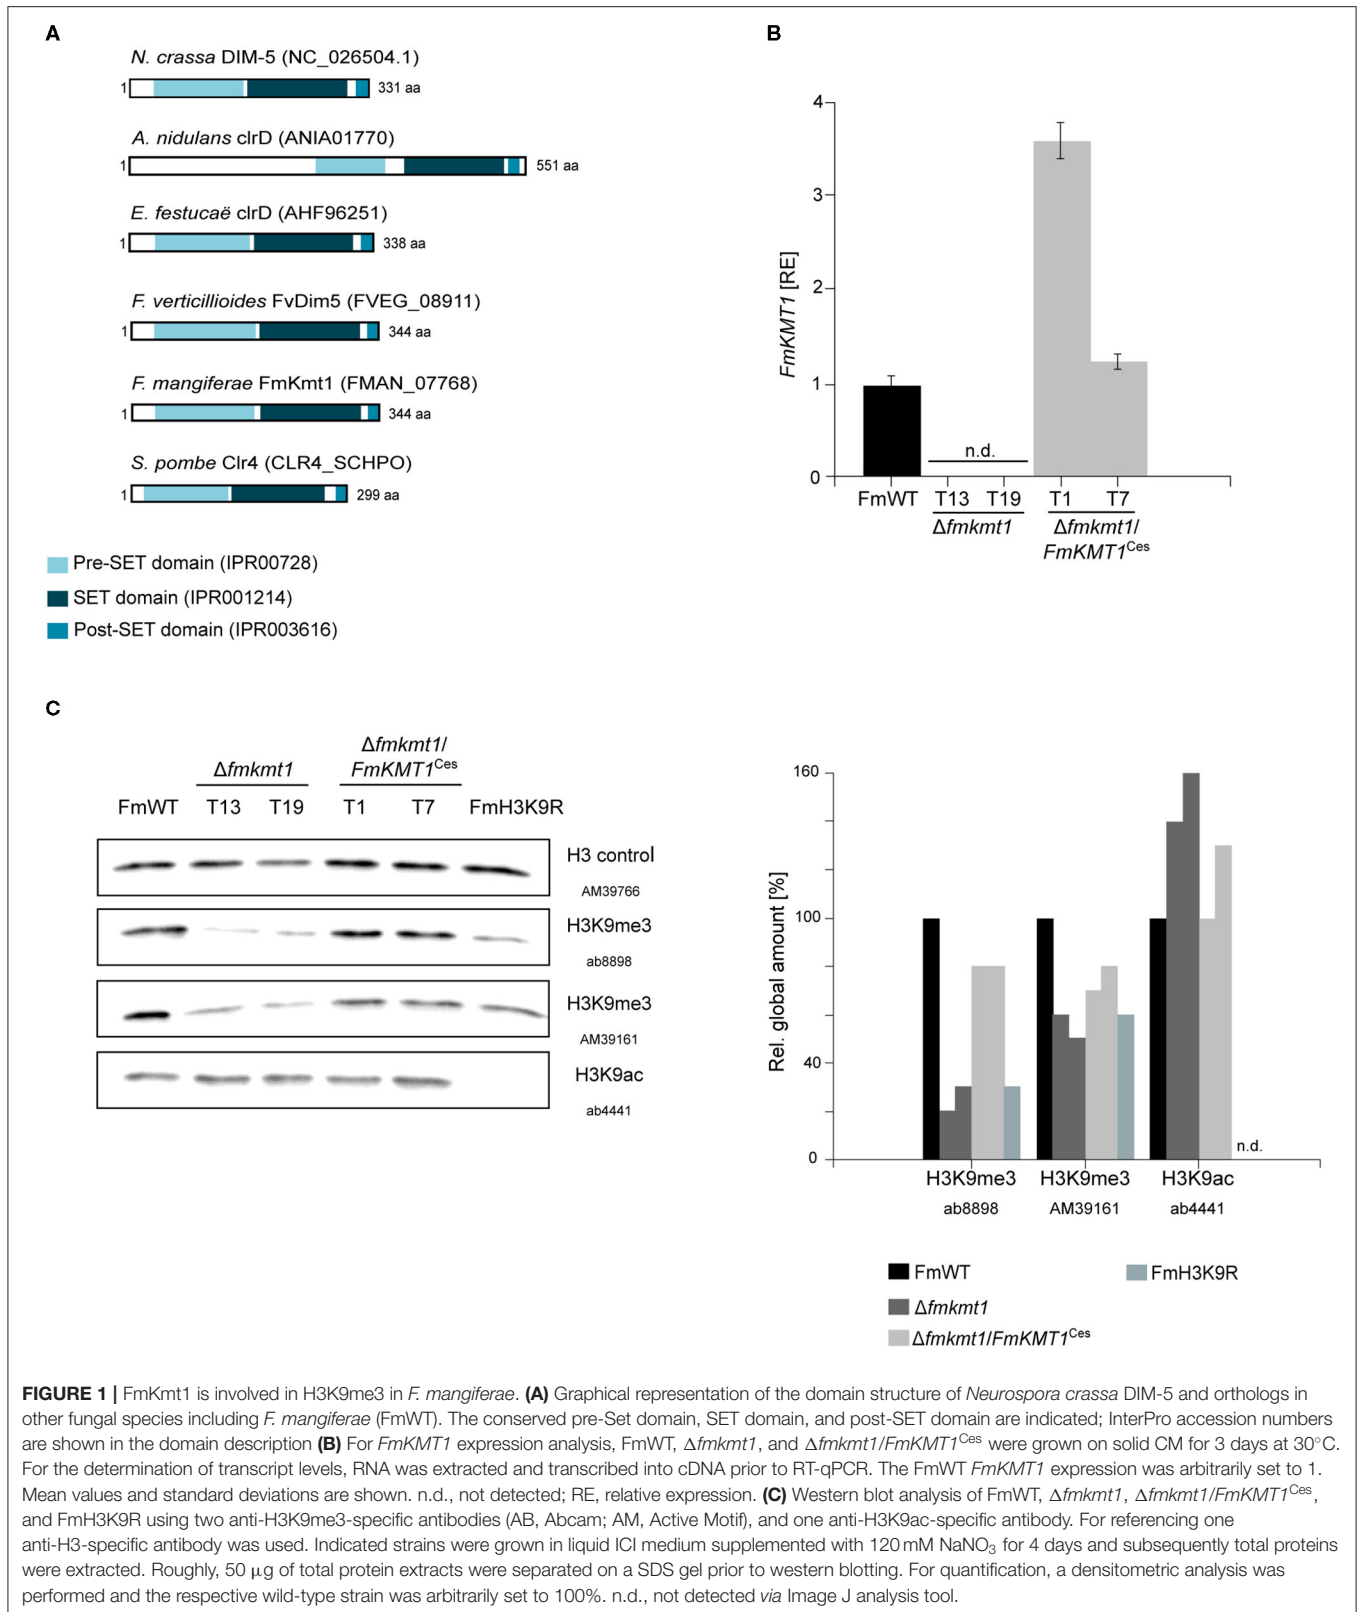 A
N. crassa DIM-5 (NC_026504.1)
1 331 aa
A. nidulans clrD (ANIA01770)
1 551 aa
E. festucaë clrD (AHF96251)
1 338 aa
F. verticillioides FvDim5 (FVEG_08911)
1 344 aa
F. mangiferae FmKmt1 (FMAN_07768)
1 344 aa
S. pombe Clr4 (CLR4_SCHPO)
1 299 aa
Pre-SET domain (IPR00728)
SET domain (IPR001214)
Post-SET domain (IPR003616)
B
FmKMT1 [RE]
4
3
2
1
0
n.d.
FmWT T13 T19 T1 T7
Δfmkmt1 Δfmkmt1/
FmKMT1Ces
C
Δfmkmt1/
Δfmkmt1 FmKMT1Ces
FmWT T13 T19 T1 T7 FmH3K9R
H3 control
AM39766
H3K9me3
ab8898
H3K9me3
AM39161
H3K9ac
ab4441
Rel. global amount [%]
160
100
40
0
n.d.
H3K9me3 H3K9me3 H3K9ac
ab8898 AM39161 ab4441
FmWT FmH3K9R
Δfmkmt1
Δfmkmt1/FmKMT1Ces
FIGURE 1 | FmKmt1 is involved in H3K9me3 in F. mangiferae. (A) Graphical representation of the domain structure of Neurospora crassa DIM-5 and orthologs in
other fungal species including F. mangiferae (FmWT). The conserved pre-Set domain, SET domain, and post-SET domain are indicated; InterPro accession numbers
are shown in the domain description (B) For FmKMT1 expression analysis, FmWT, Δfmkmt1, and Δfmkmt1/FmKMT1Ces were grown on solid CM for 3 days at 30°C.
For the determination of transcript levels, RNA was extracted and transcribed into cDNA prior to RT-qPCR. The FmWT FmKMT1 expression was arbitrarily set to 1.
Mean values and standard deviations are shown. n.d., not detected; RE, relative expression. (C) Western blot analysis of FmWT, Δfmkmt1, Δfmkmt1/FmKMT1Ces,
and FmH3K9R using two anti-H3K9me3-specific antibodies (AB, Abcam; AM, Active Motif), and one anti-H3K9ac-specific antibody. For referencing one
anti-H3-specific antibody was used. Indicated strains were grown in liquid ICI medium supplemented with 120 mM NaNO3 for 4 days and subsequently total proteins
were extracted. Roughly, 50 μg of total protein extracts were separated on a SDS gel prior to western blotting. For quantification, a densitometric analysis was
performed and the respective wild-type strain was arbitrarily set to 100%. n.d., not detected via Image J analysis tool.